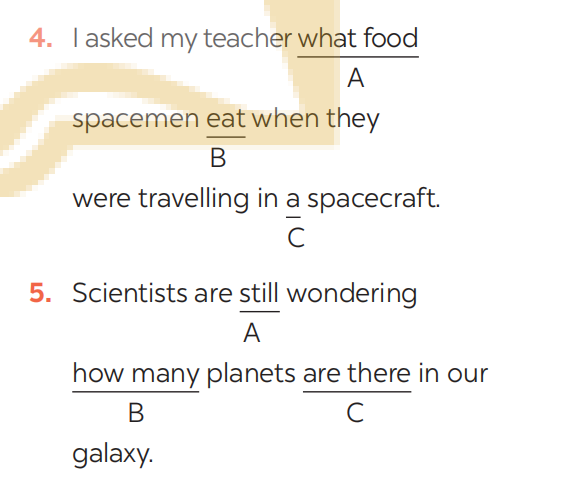 4. I asked my teacher what food
A
spacemen eat when they
B
were travelling in a spacecraft.
C
5. Scientists are still wondering
A
how many planets are there in our
B C
galaxy.